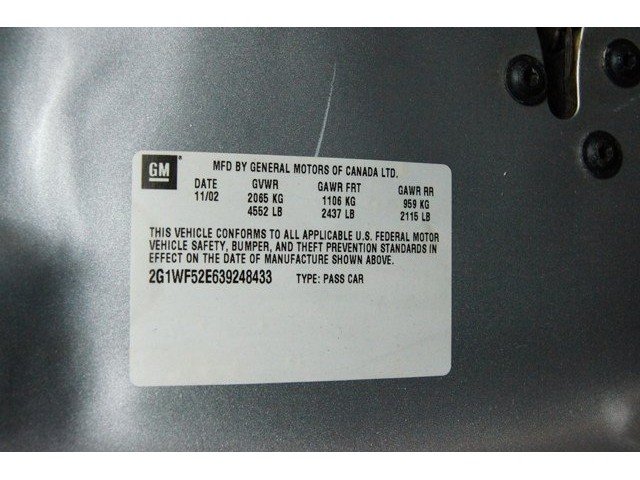 GM
MFD BY GENERAL MOTORS OF CANADA LTD.
DATE GVWR GAWR FRT GAWR RR
11/02 2065 KG 1106 KG 959 KG
4552 LB 2437 LB 2115 LB
THIS VEHICLE CONFORMS TO ALL APPLICABLE U.S. FEDERAL MOTOR
VEHICLE SAFETY, BUMPER, AND THEFT PREVENTION STANDARDS IN
EFFECT ON THE DATE OF MANUFACTURE SHOWN ABOVE.
2G1WF52E639248433 TYPE: PASS CAR